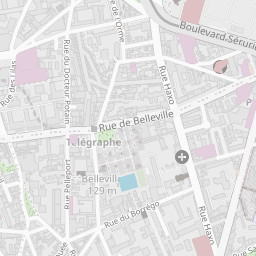 de l'Orme
Boulevard Sérurier
Rue du Docteur Potain
Rue des Lilas
Rue Haxo
Rue de Belleville
Télégraphe
Rue Pelleport
Belleville
129 m
Rue du Borrégo
Rue Haxo